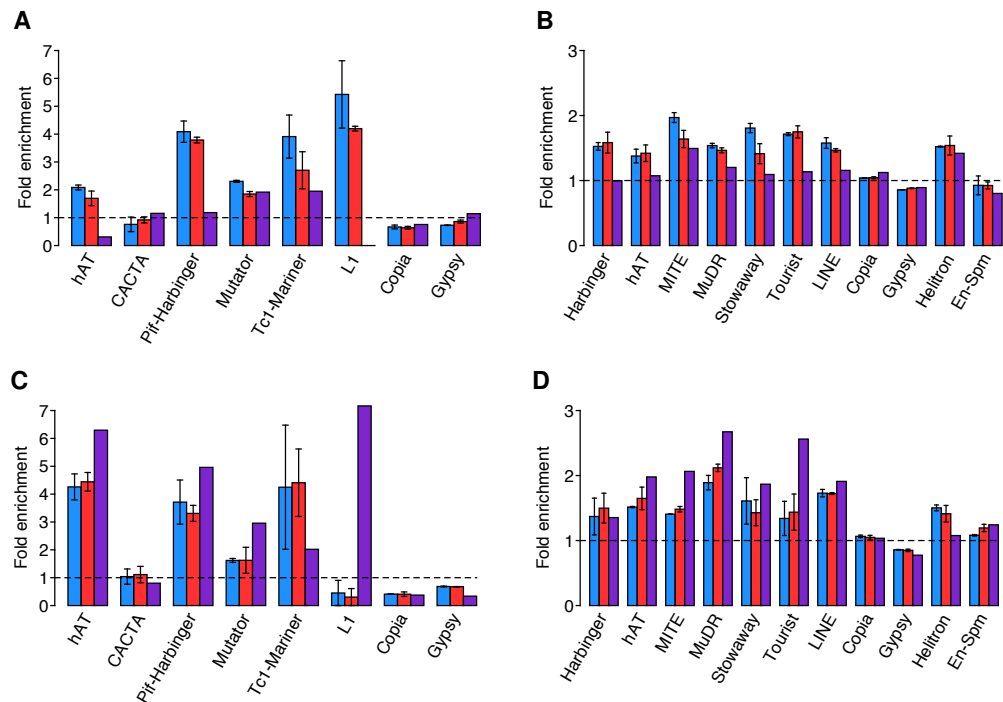 A
Fold enrichment
7
6
5
4
3
2
1
0
hAT
CACTA
Pif-Harbinger
Mutator
Tc1-Mariner
L1
Copia
Gypsy
B
Fold enrichment
3
2
1
0
Harbinger
hAT
MITE
MuDR
Stowaway
Tourist
LINE
Copia
Gypsy
Helitron
En-Spm
C
Fold enrichment
7
6
5
4
3
2
1
0
hAT
CACTA
Pif-Harbinger
Mutator
Tc1-Mariner
L1
Copia
Gypsy
D
Fold enrichment
3
2
1
0
Harbinger
hAT
MITE
MuDR
Stowaway
Tourist
LINE
Copia
Gypsy
Helitron
En-Spm